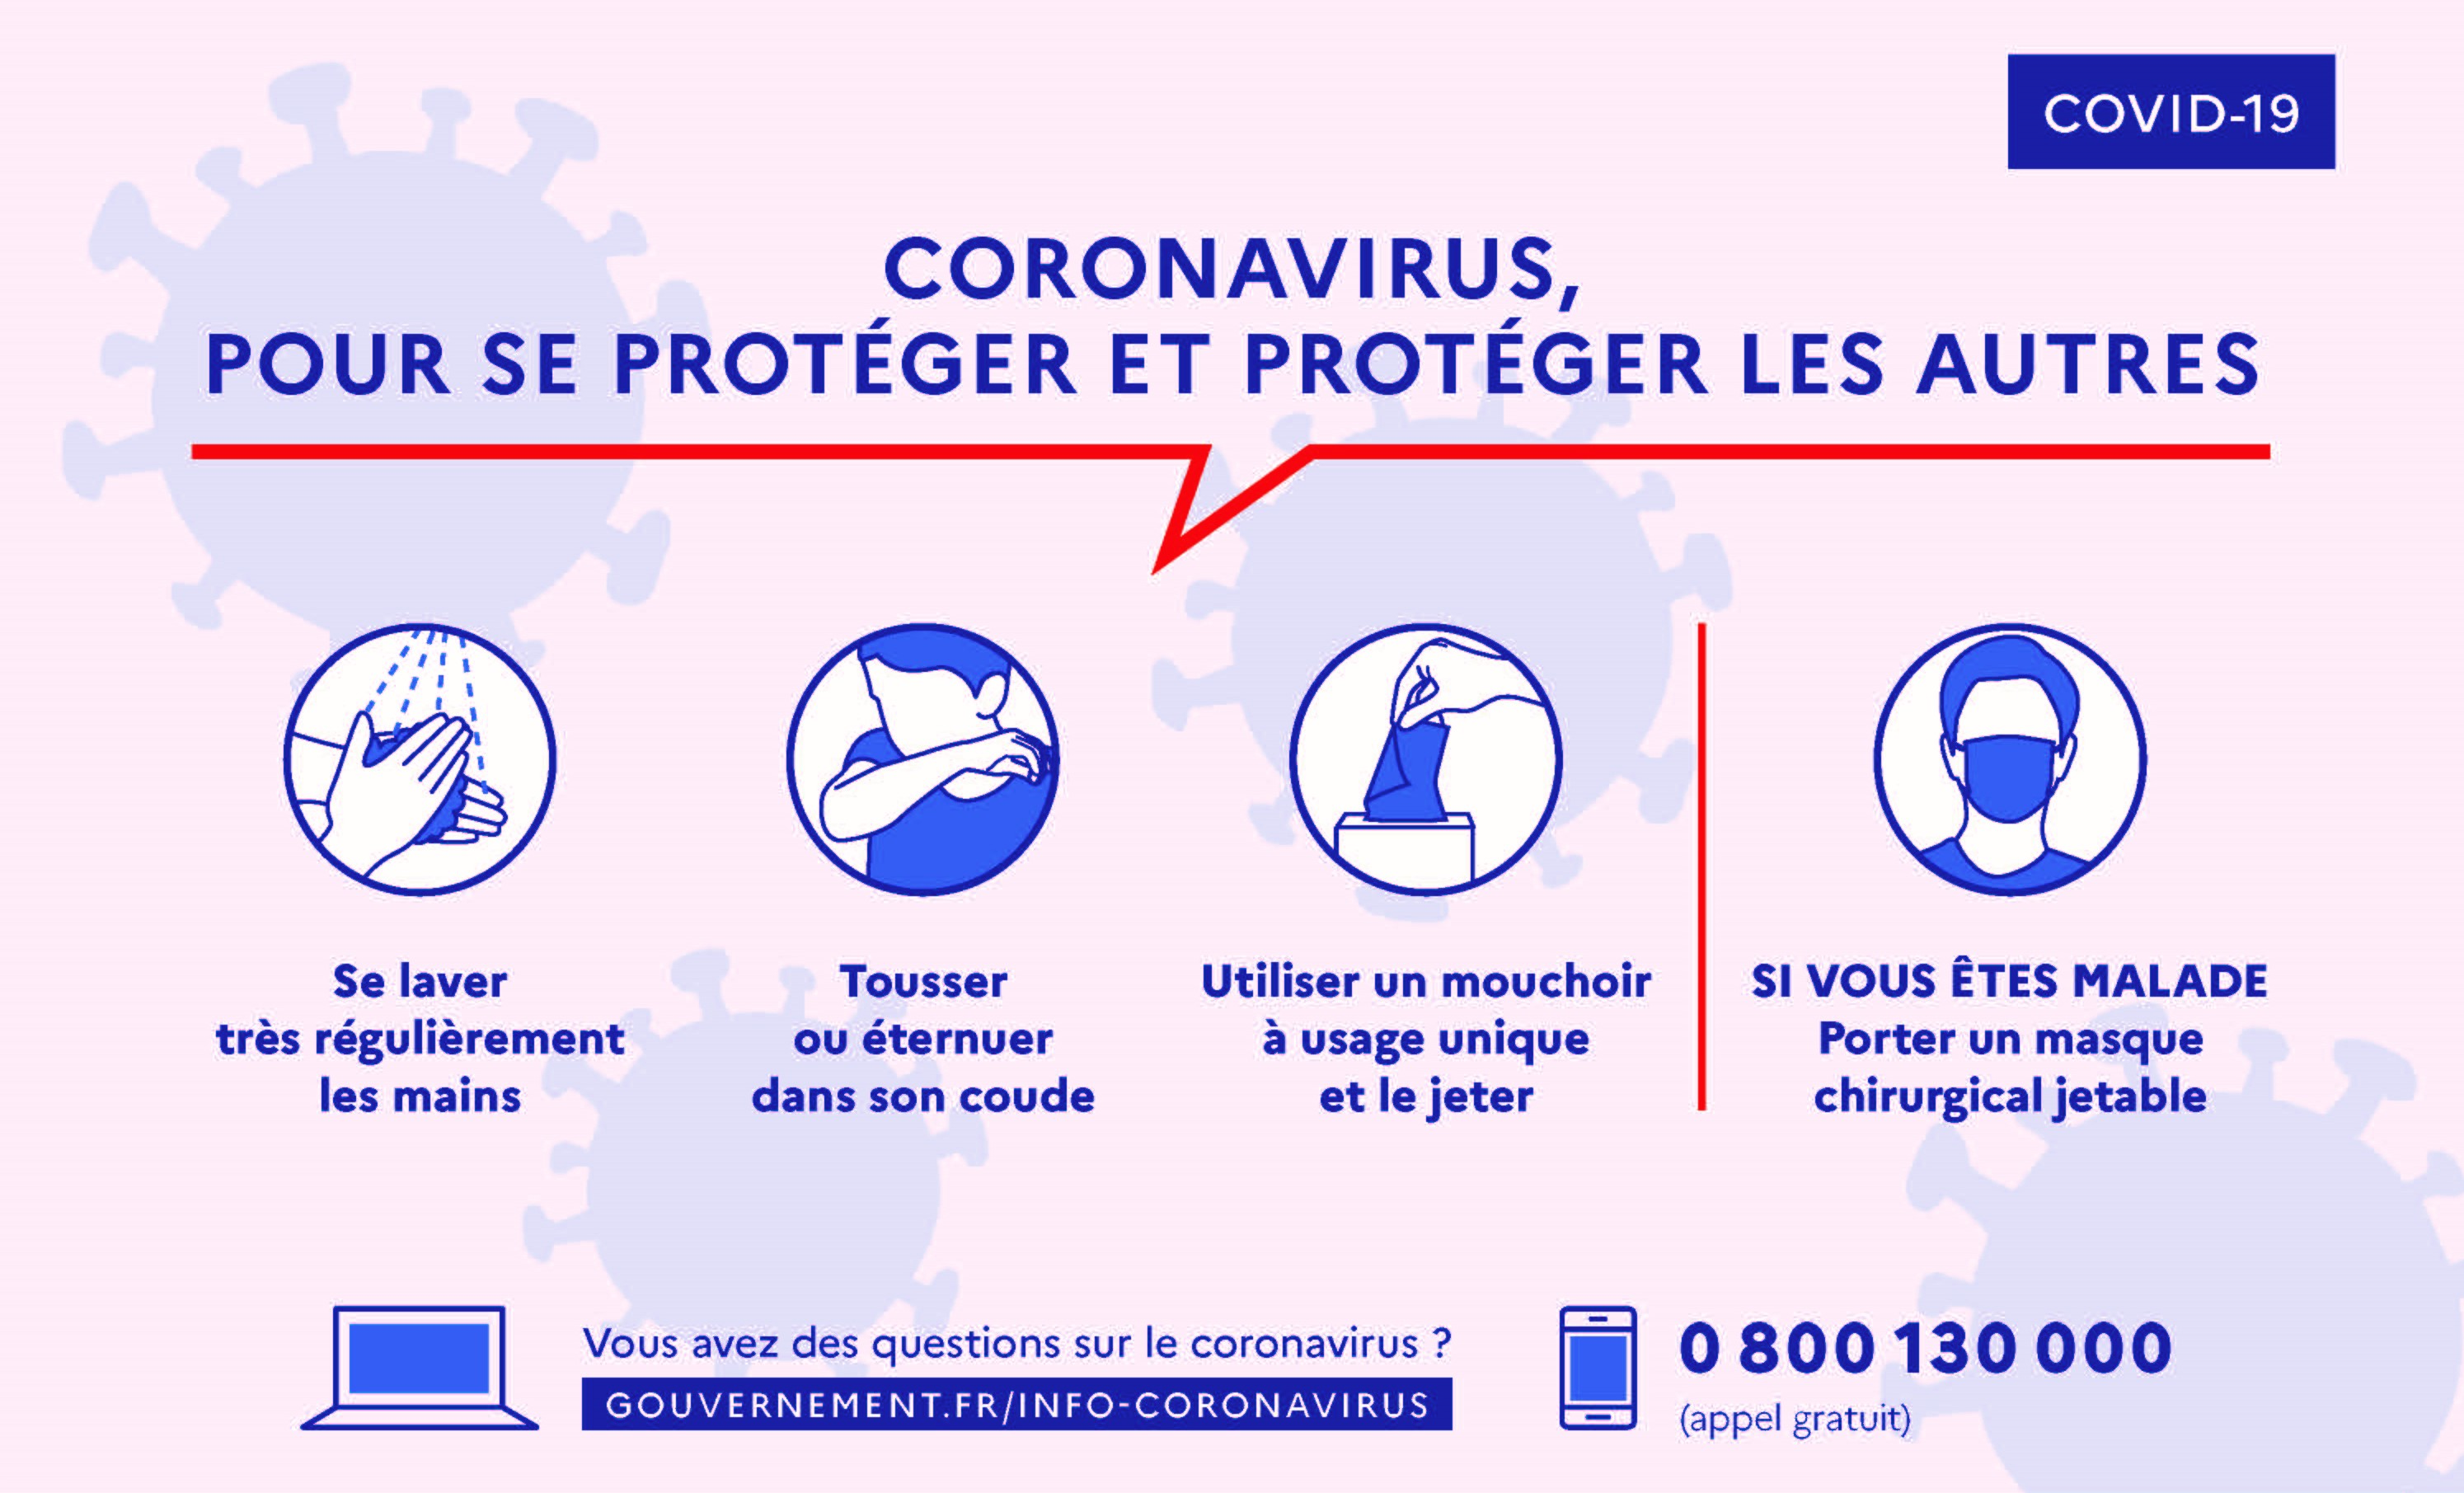 COVID-19
CORONAVIRUS,
POUR SE PROTÉGER ET PROTÉGER LES AUTRES
Se laver
très régulièrement
les mains
Tousser
ou éternuer
dans son coude
Utiliser un mouchoir
à usage unique
et le jeter
SI VOUS ÊTES MALADE
Porter un masque
chirurgical jetable
Vous avez des questions sur le coronavirus ?
GOUVERNEMENT.FR/INFO-CORONAVIRUS
0 800 130 000
(appel gratuit)